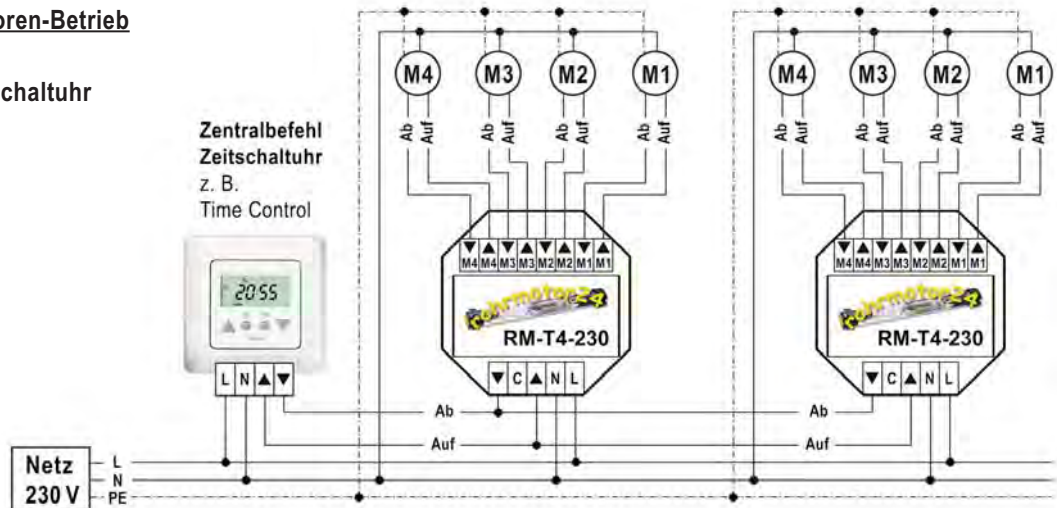 oren-Betrieb
chaltuhr
Zentralbefehl
Zeitschaltuhr
z. B.
Time Control
20:55
L N ▲ ▼
M4 M3 M2 M1
Ab Auf Ab Auf Ab Auf Ab Auf
▼ ▲ ▼ ▲ ▼ ▲ ▼ ▲
M4 M4 M3 M3 M2 M2 M1 M1
rohrmotor24
RM-T4-230
▼ C ▲ N L
M4 M3 M2 M1
Ab Auf Ab Auf Ab Auf Ab Auf
▼ ▲ ▼ ▲ ▼ ▲ ▼ ▲
M4 M4 M3 M3 M2 M2 M1 M1
rohrmotor24
RM-T4-230
▼ C ▲ N L
Ab Ab
Auf Auf
Netz
230 V
L
N
PE